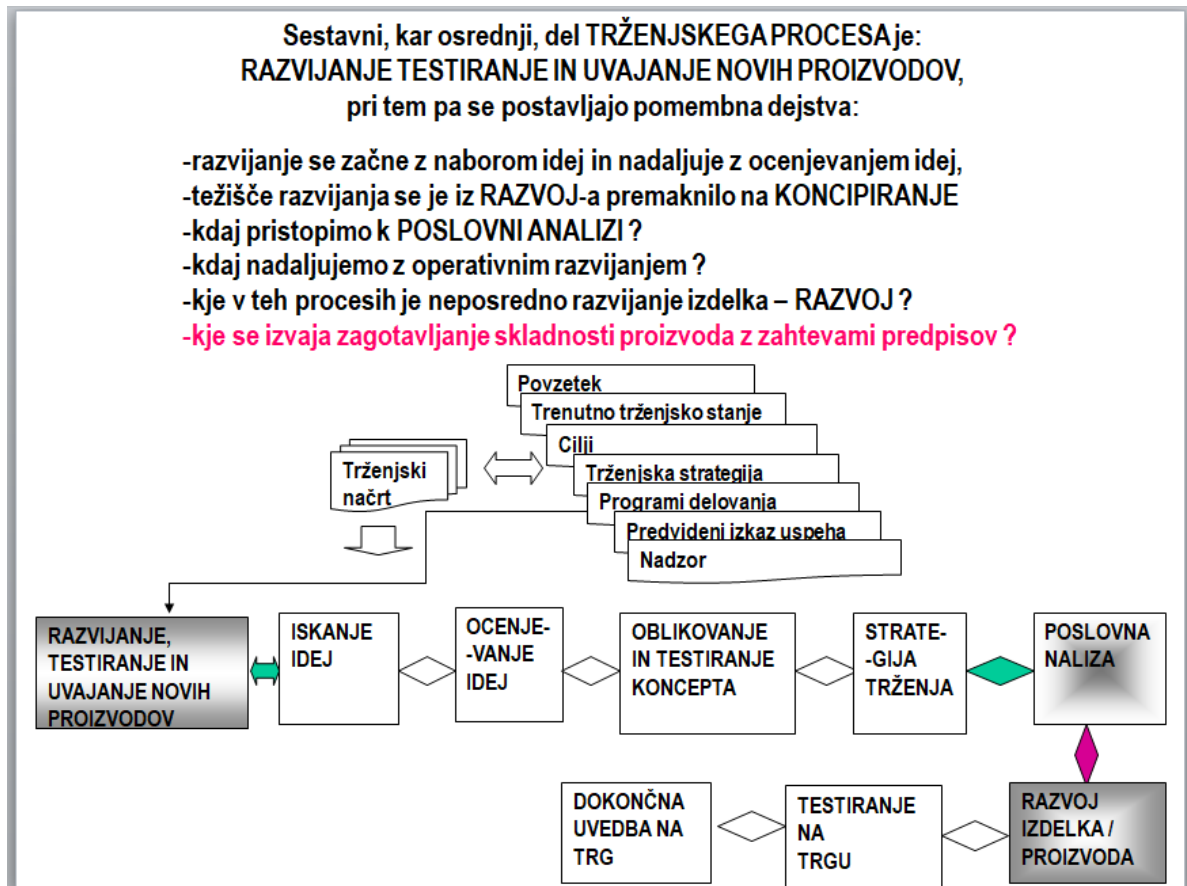 Sestavni, kar osrednji, del TRŽENJSKEGA PROCESA je:
RAZVIJANJE TESTIRANJE IN UVAJANJE NOVIH PROIZVODOV,
pri tem pa se postavljajo pomembna dejstva:
-razvijanje se začne z naborom idej in nadaljuje z ocenjevanjem idej,
-težišče razvijanja se je iz RAZVOJ-a premaknilo na KONCIPIRANJE
-kdaj pristopimo k POSLOVNI ANALIZI ?
-kdaj nadaljujemo z operativnim razvijanjem ?
-kje v teh procesih je neposredno razvijanje izdelka – RAZVOJ ?
-kje se izvaja zagotavljanje skladnosti proizvoda z zahtevami predpisov ?
Povzetek
Trenutno trženjsko stanje
Cilji
Trženjska strategija
Programi delovanja
Predvideni izkaz uspeha
Nadzor
Trženjski
načrt
RAZVIJANJE,
TESTIRANJE IN
UVAJANJE NOVIH
PROIZVODOV
ISKANJE
IDEJ
OCENJE-
-VANJE
IDEJ
OBLIKOVANJE
IN TESTIRANJE
KONCEPTA
STRATE-
-GIJA
TRŽENJA
POSLOVNA
NALIZA
DOKONČNA
UVEDBA NA
TRG
TESTIRANJE
NA
TRGU
RAZVOJ
IZDELKA /
PROIZVODA